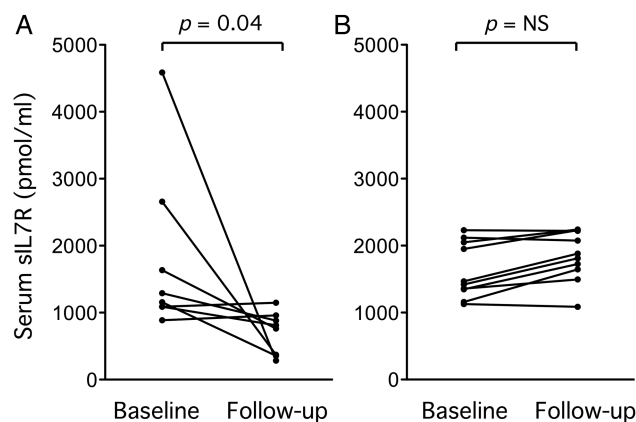 A
p = 0.04
B
p = NS
Serum sIL7R (pmol/ml)
5000
4000
3000
2000
1000
0
Baseline
Follow-up
5000
4000
3000
2000
1000
0
Baseline
Follow-up